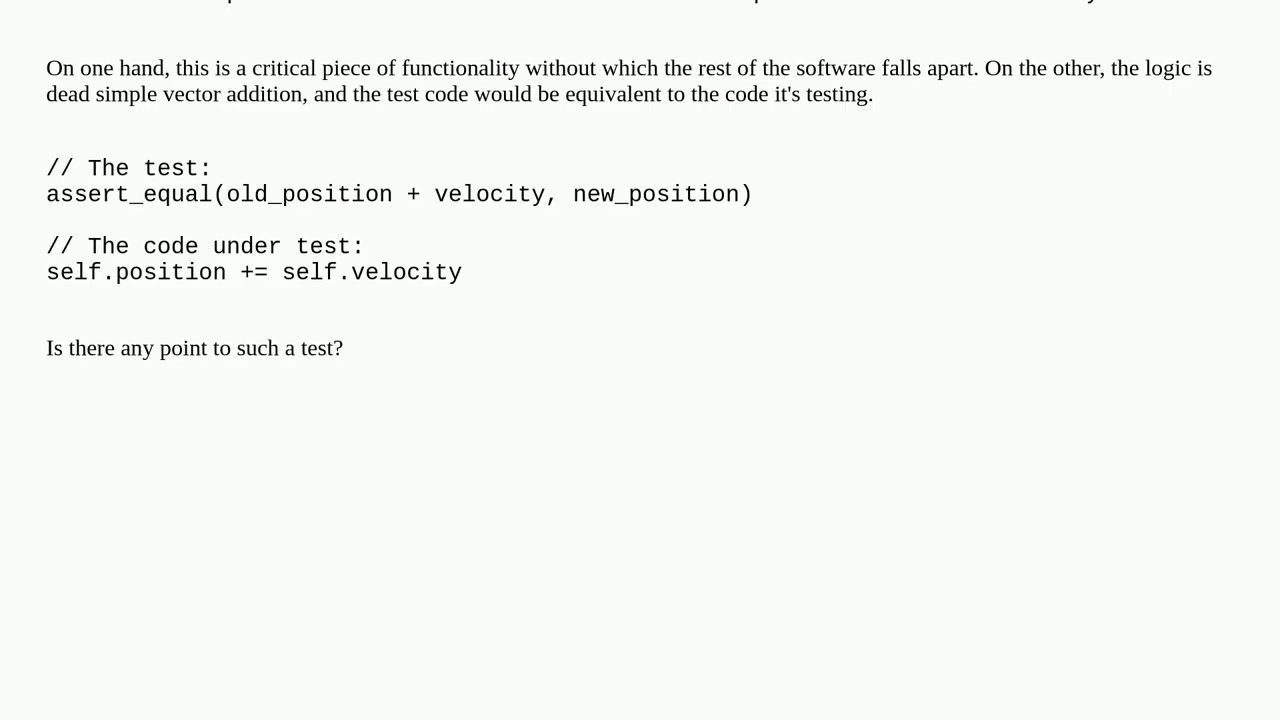 On one hand, this is a critical piece of functionality without which the rest of the software falls apart. On the other, the logic is
dead simple vector addition, and the test code would be equivalent to the code it's testing.
// The test:
assert_equal(old_position + velocity, new_position)
// The code under test:
self.position += self.velocity
Is there any point to such a test?